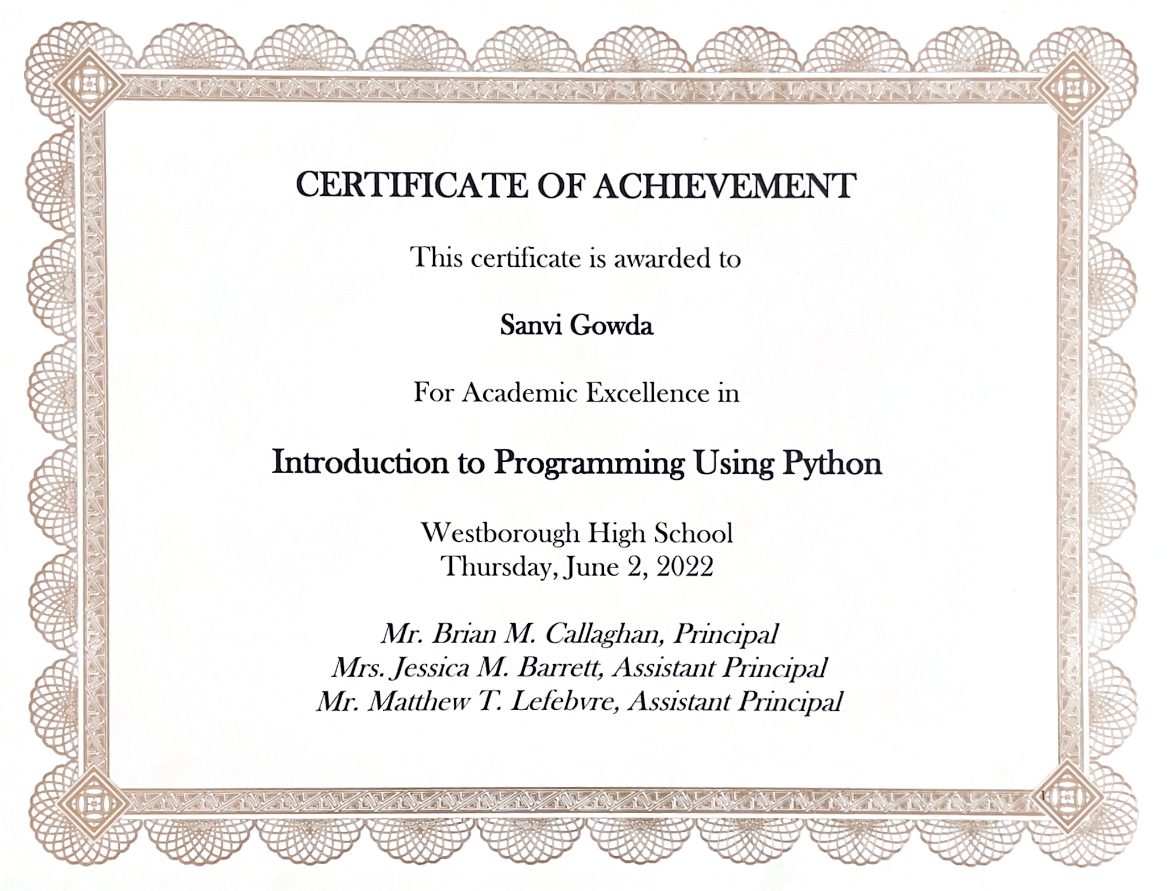 CERTIFICATE OF ACHIEVEMENT
This certificate is awarded to
Sanvi Gowda
For Academic Excellence in
Introduction to Programming Using Python
Westborough High School
Thursday, June 2, 2022
Mr. Brian M. Callaghan, Principal
Mrs. Jessica M. Barrett, Assistant Principal
Mr. Matthew T. Lefebvre, Assistant Principal